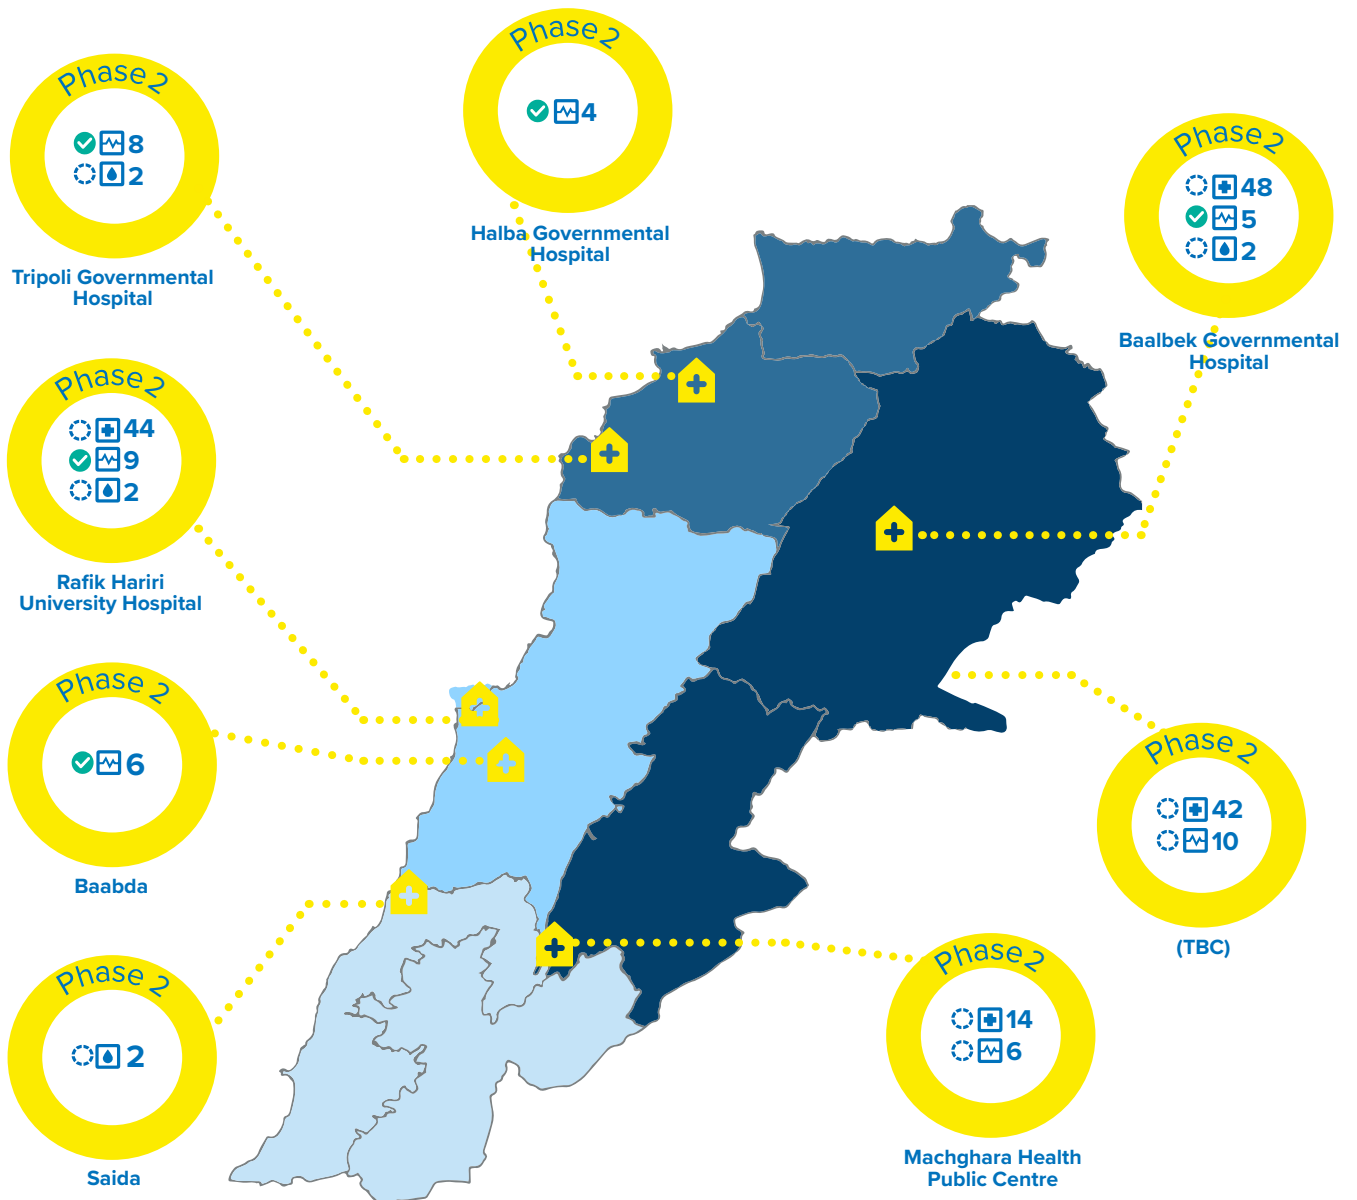 Phase 2
8
2
Tripoli Governmental
Hospital
Phase 2
4
Halba Governmental
Hospital
Phase 2
48
5
2
Baalbek Governmental
Hospital
Phase 2
44
9
2
Rafik Hariri
University Hospital
Phase 2
6
Baabda
Phase 2
42
10
(TBC)
Phase 2
2
Saida
Phase 2
14
6
Machghara Health
Public Centre